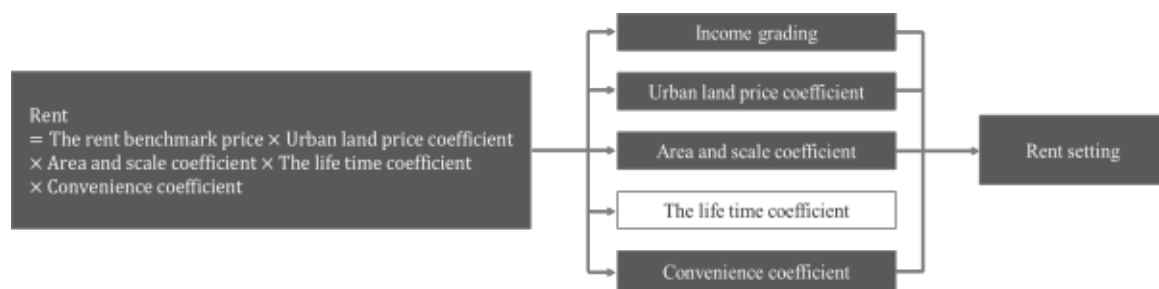 Rent
= The rent benchmark price × Urban land price coefficient
× Area and scale coefficient × The life time coefficient
× Convenience coefficient
Income grading
Urban land price coefficient
Area and scale coefficient
The life time coefficient
Convenience coefficient
Rent setting